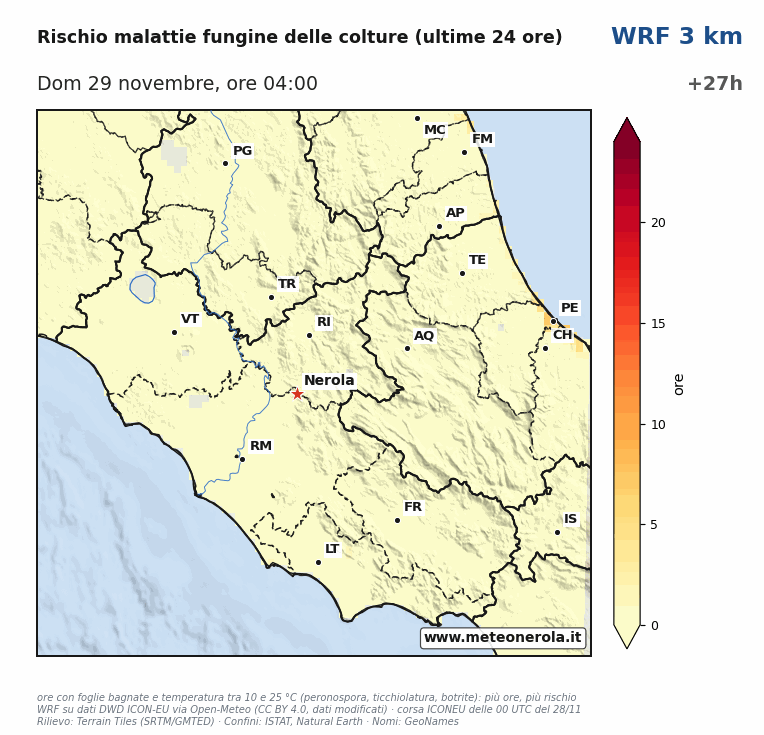 Rischio malattie fungine delle colture (ultime 24 ore)
WRF 3 km
Dom 29 novembre, ore 04:00
+27h
MC
FM
PG
AP
TE
TR
PE
VT
RI
AQ
CH
Nerola
RM
FR
IS
LT
www.meteonerola.it
20
15
10
5
0
ore
ore con foglie bagnate e temperatura tra 10 e 25 °C (peronospora, ticchiolatura, botrite): più ore, più rischio
WRF su dati DWD ICON-EU via Open-Meteo (CC BY 4.0, dati modificati) · corsa ICONEU delle 00 UTC del 28/11
Rilievo: Terrain Tiles (SRTM/GMTED) · Confini: ISTAT, Natural Earth · Nomi: GeoNames